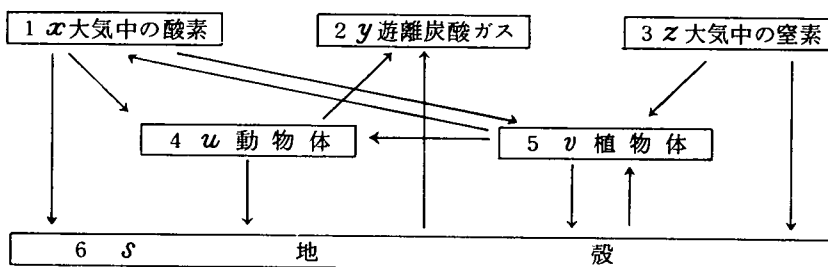 1 x 大気中の酸素
2 y 遊離炭酸ガス
3 z 大気中の窒素
4 u 動物体
5 v 植物体
6 s 地殻